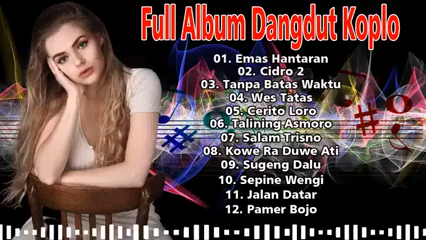 Full Album Dangdut Koplo
01. Emas Hantaran
02. Cidro 2
03. Tanpa Batas Waktu
04. Wes Tatas
05. Cerito Loro
06. Talining Asmoro
07. Salam Trisno
08. Kowe Ra Duwe Ati
09. Sugeng Dalu
10. Sepine Wengi
11. Jalan Datar
12. Pamer Bojo